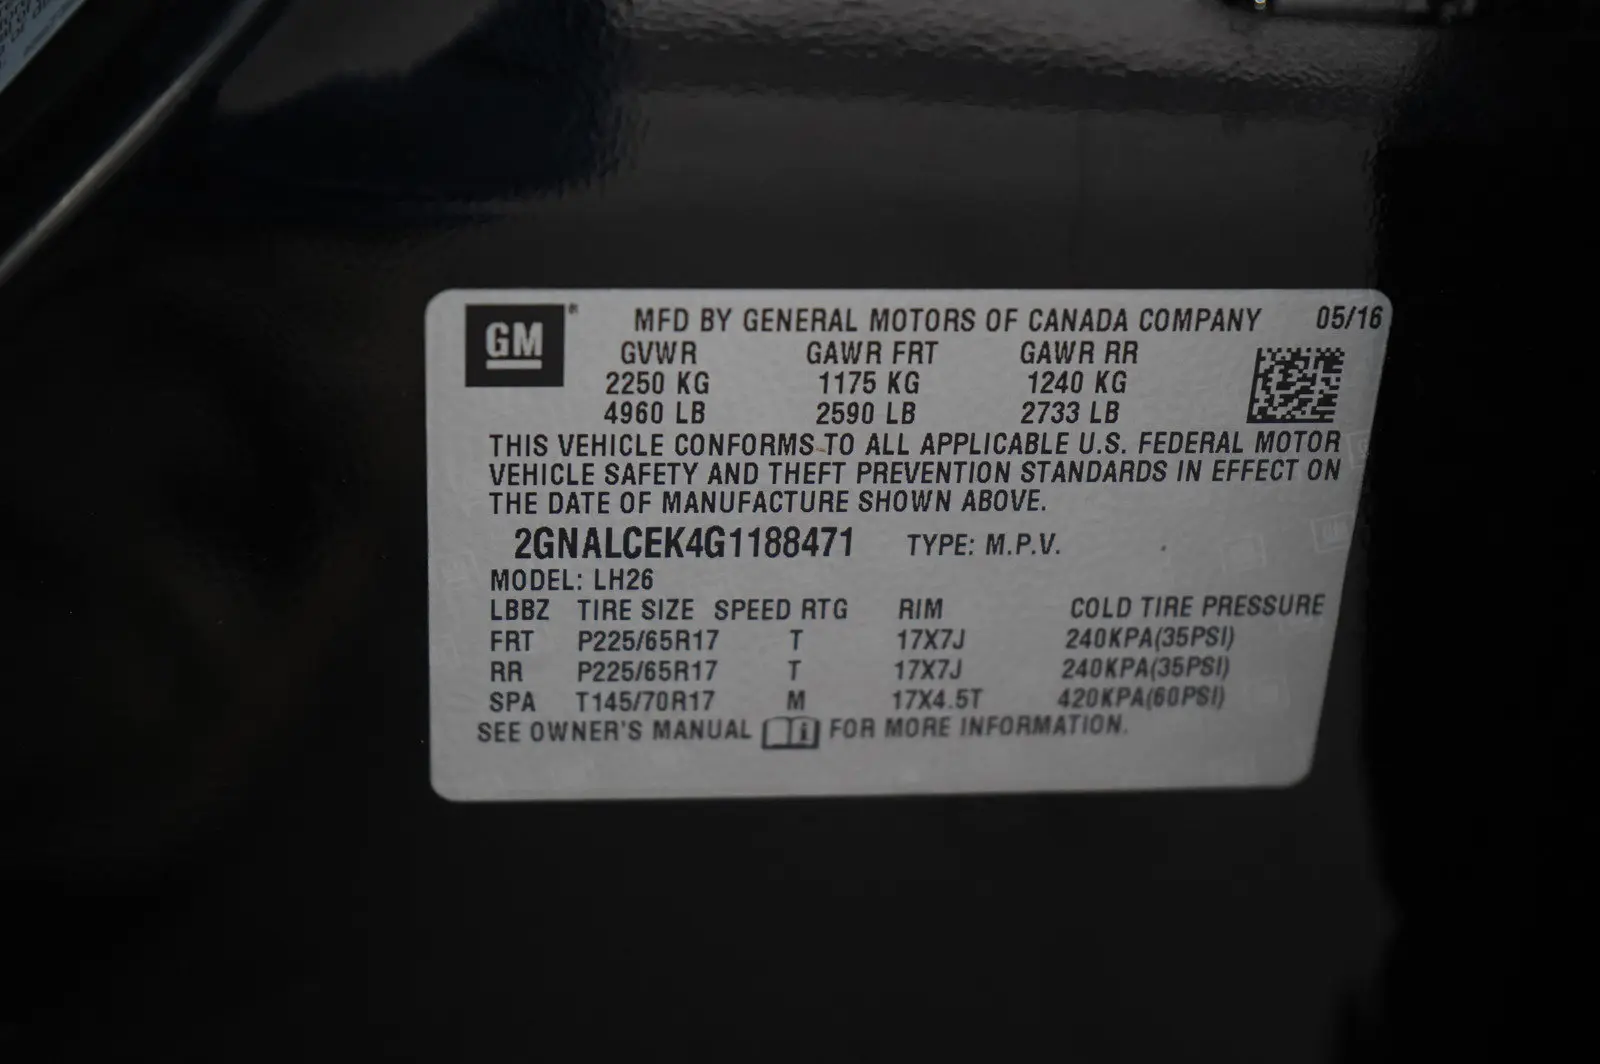 GM
MFD BY GENERAL MOTORS OF CANADA COMPANY 05/16
GVWR GAWR FRT GAWR RR
2250 KG 1175 KG 1240 KG
4960 LB 2590 LB 2733 LB
THIS VEHICLE CONFORMS TO ALL APPLICABLE U.S. FEDERAL MOTOR
VEHICLE SAFETY AND THEFT PREVENTION STANDARDS IN EFFECT ON
THE DATE OF MANUFACTURE SHOWN ABOVE.
2GNALCEK4G1188471 TYPE: M.P.V.
MODEL: LH26
LBBZ TIRE SIZE SPEED RTG RIM COLD TIRE PRESSURE
FRT P225/65R17 T 17X7J 240KPA(35PSI)
RR P225/65R17 T 17X7J 240KPA(35PSI)
SPA T145/70R17 M 17X4.5T 420KPA(60PSI)
SEE OWNER'S MANUAL i FOR MORE INFORMATION.